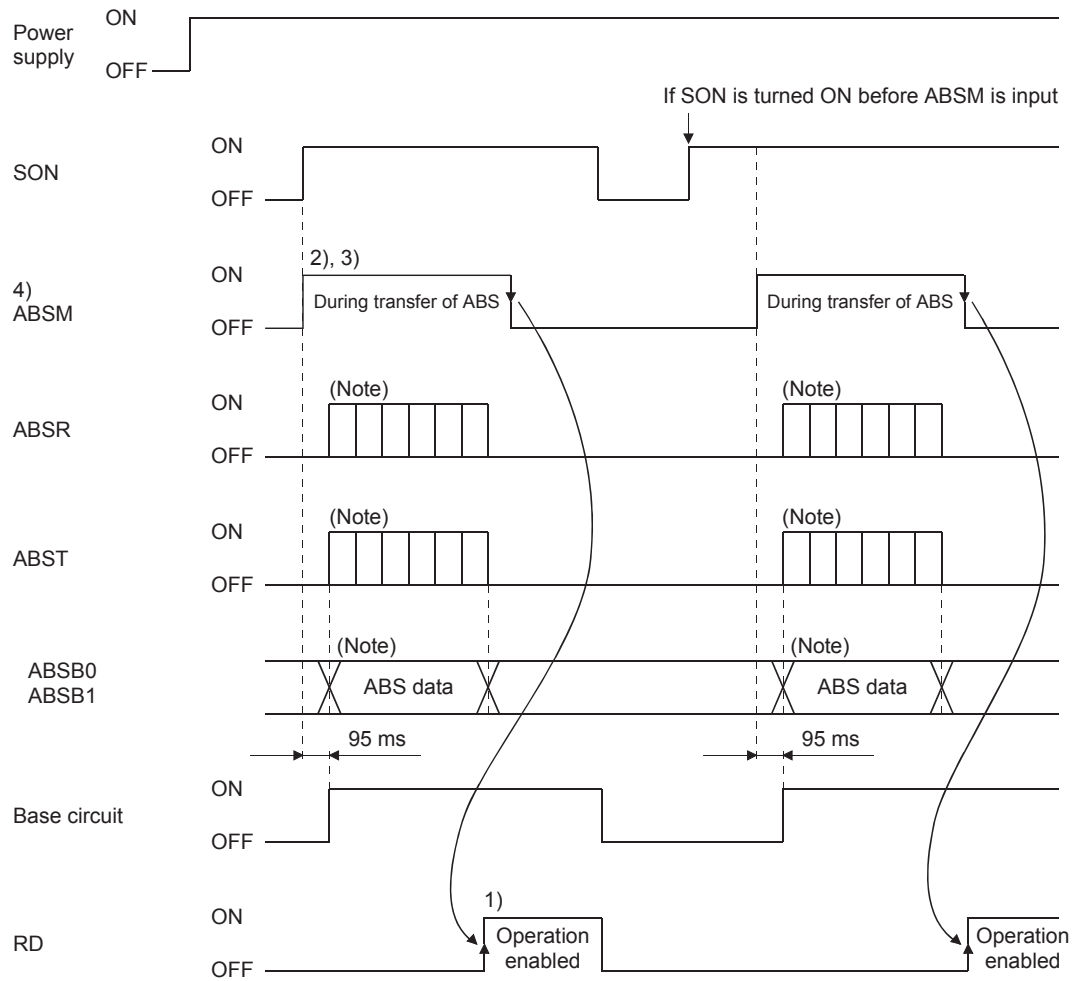 ON
Power
supply
OFF
If SON is turned ON before ABSM is input
ON
SON
OFF
2), 3)
ON
4)
ABSM
During transfer of ABS
During transfer of ABS
OFF
(Note)
(Note)
ON
ABSR
OFF
(Note)
(Note)
ON
ABST
OFF
(Note)
(Note)
ABSB0
ABSB1
ABS data
ABS data
95 ms
95 ms
ON
Base circuit
OFF
1)
ON
RD
Operation
enabled
Operation
enabled
OFF